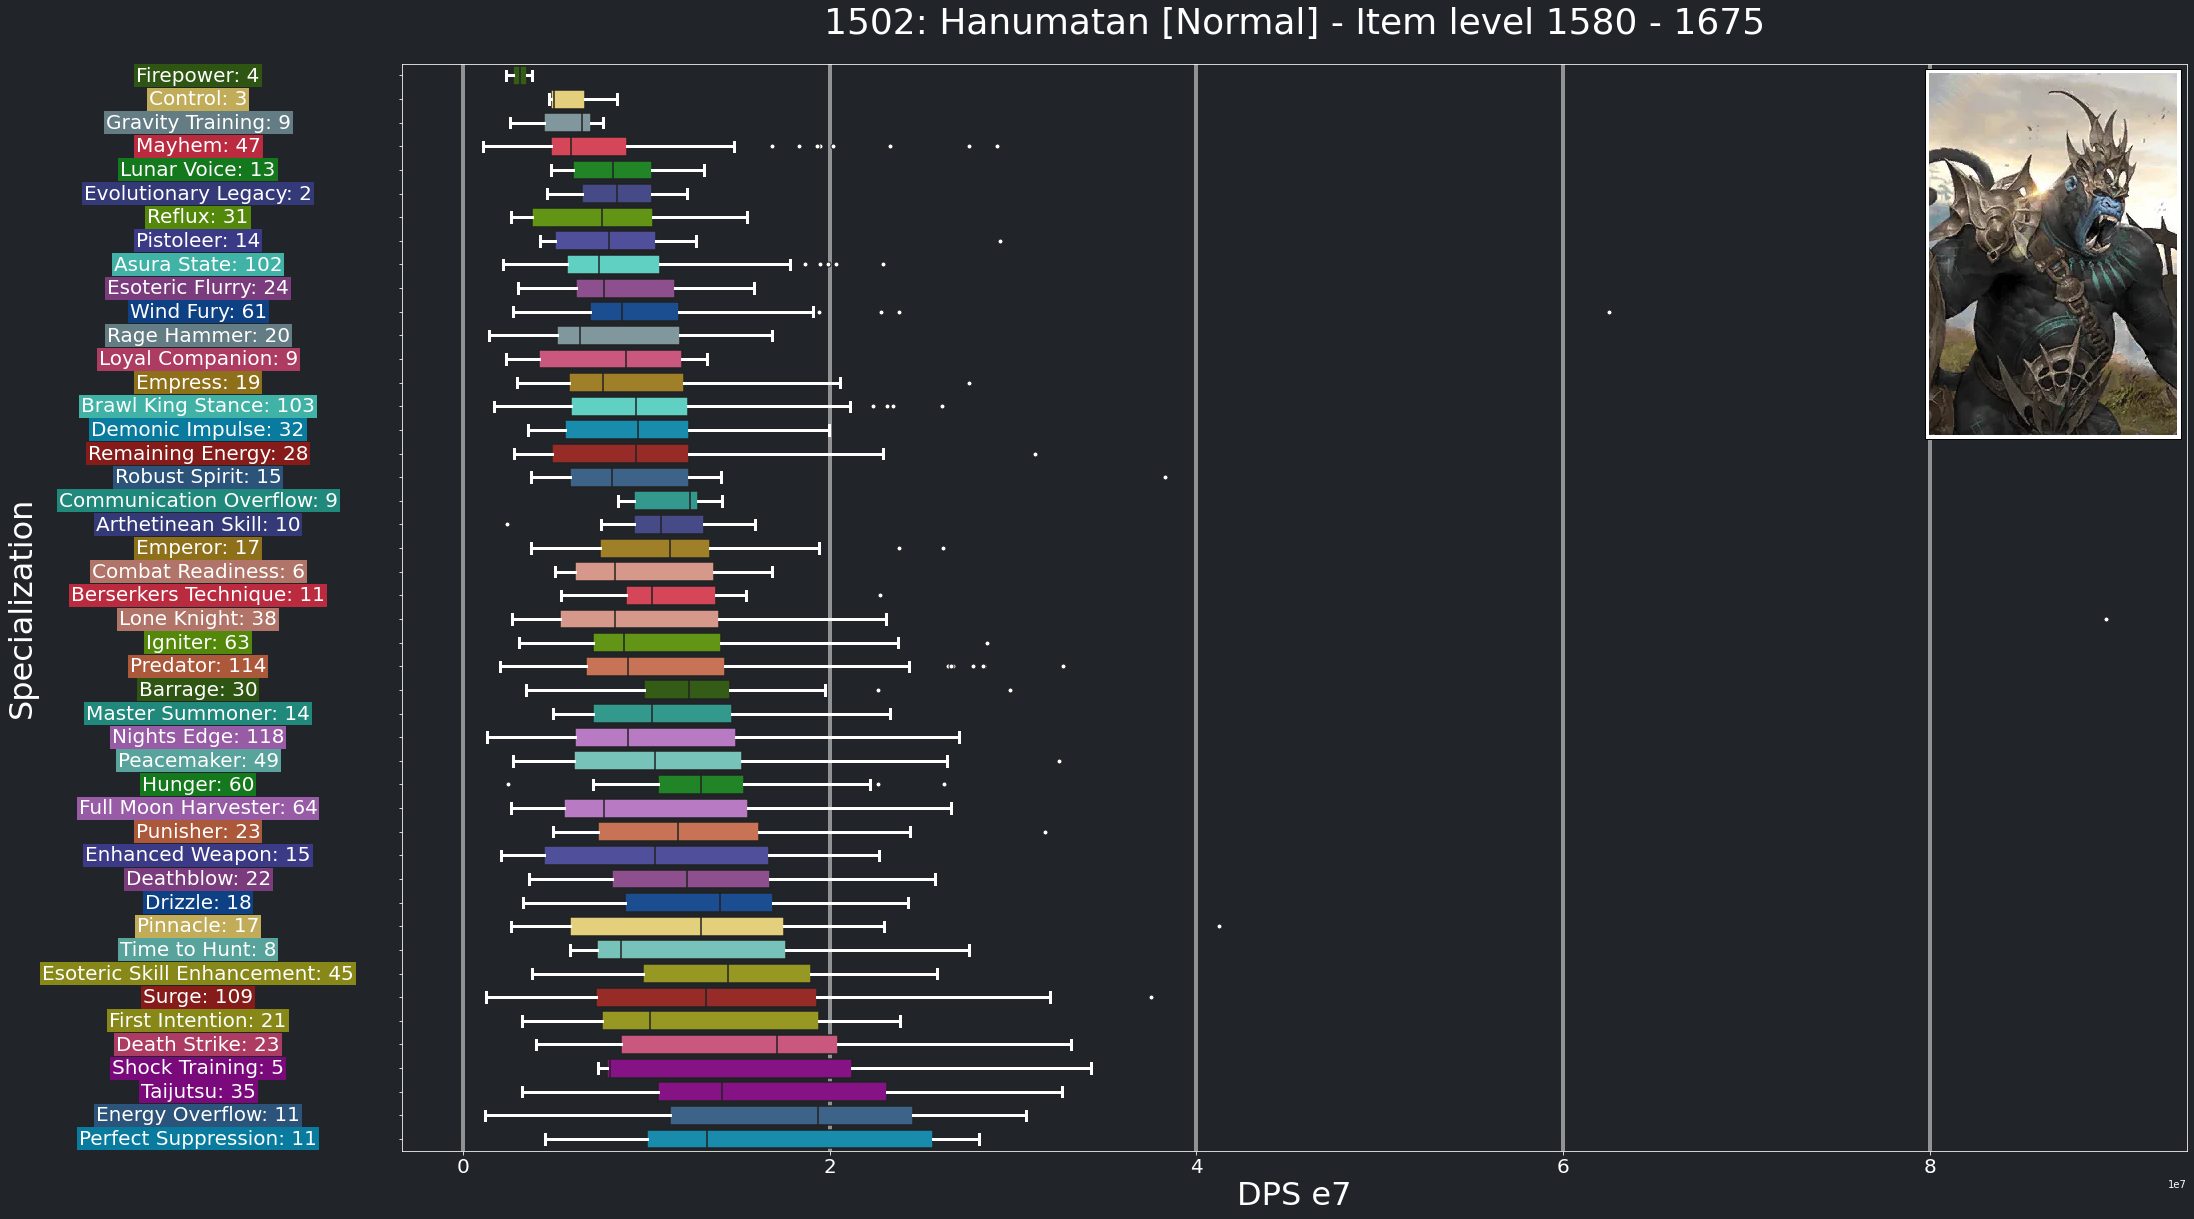 1502: Hanumatan [Normal] - Item level 1580 - 1675
Specialization
Firepower: 4
Control: 3
Gravity Training: 9
Mayhem: 47
Lunar Voice: 13
Evolutionary Legacy: 2
Reflux: 31
Pistoleer: 14
Asura State: 102
Esoteric Flurry: 24
Wind Fury: 61
Rage Hammer: 20
Loyal Companion: 9
Empress: 19
Brawl King Stance: 103
Demonic Impulse: 32
Remaining Energy: 28
Robust Spirit: 15
Communication Overflow: 9
Arthetinean Skill: 10
Emperor: 17
Combat Readiness: 6
Berserkers Technique: 11
Lone Knight: 38
Igniter: 63
Predator: 114
Barrage: 30
Master Summoner: 14
Nights Edge: 118
Peacemaker: 49
Hunger: 60
Full Moon Harvester: 64
Punisher: 23
Enhanced Weapon: 15
Deathblow: 22
Drizzle: 18
Pinnacle: 17
Time to Hunt: 8
Esoteric Skill Enhancement: 45
Surge: 109
First Intention: 21
Death Strike: 23
Shock Training: 5
Taijutsu: 35
Energy Overflow: 11
Perfect Suppression: 11
0 2 4 6 8
1e7
DPS e7